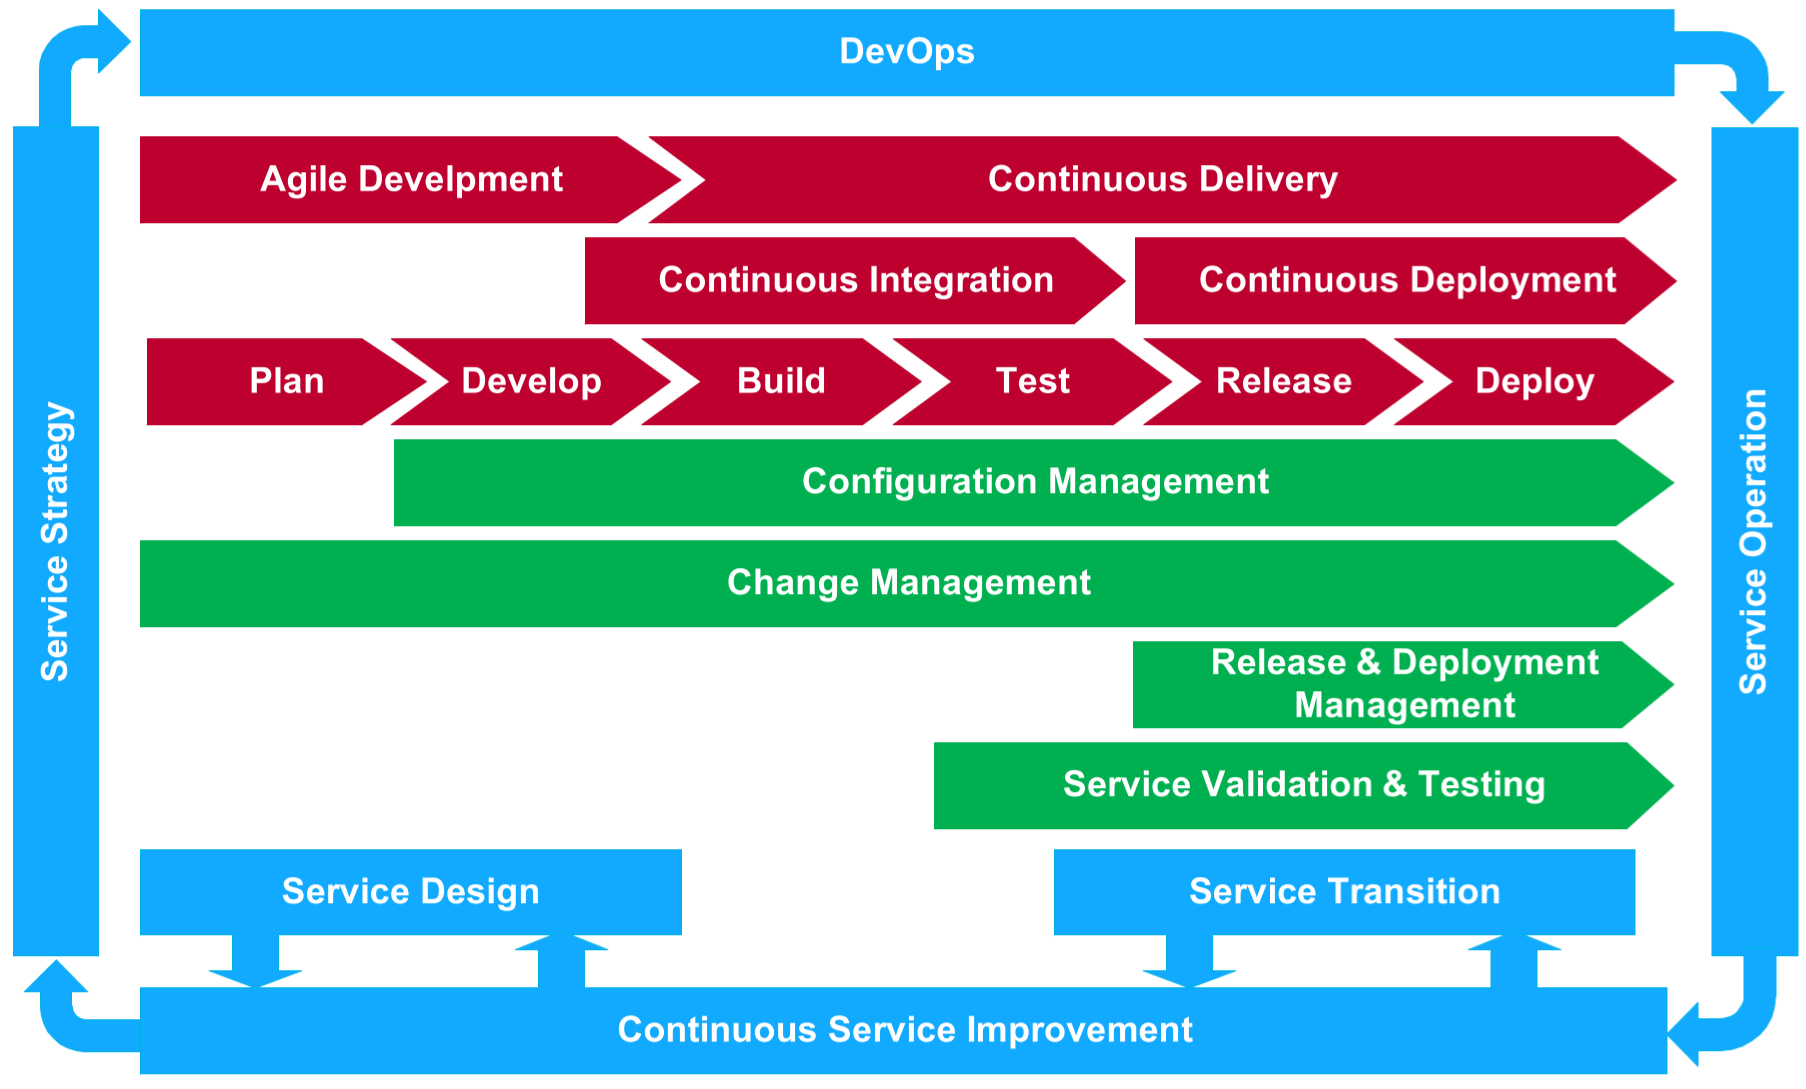 DevOps
Agile Develpment
Continuous Delivery
Continuous Integration
Continuous Deployment
Plan
Develop
Build
Test
Release
Deploy
Configuration Management
Change Management
Release & Deployment
Management
Service Validation & Testing
Service Strategy
Service Operation
Service Design
Service Transition
Continuous Service Improvement